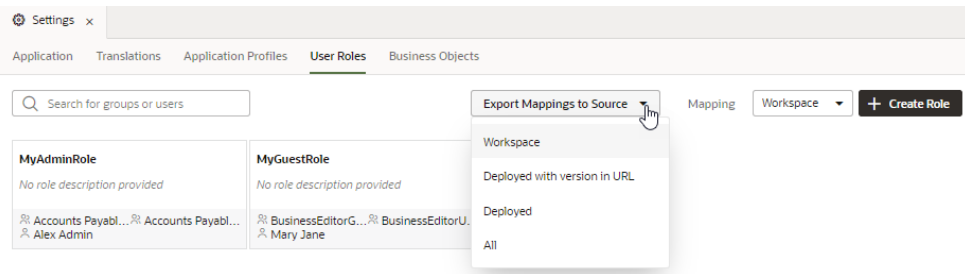 Settings ×
Application Translations Application Profiles User Roles Business Objects
Search for groups or users Export Mappings to Source Mapping Workspace + Create Role
MyAdminRole
No role description provided
Accounts Payabl... Accounts Payabl...
Alex Admin
MyGuestRole
No role description provided
BusinessEditorG... BusinessEditorU.
Mary Jane
Workspace
Deployed with version in URL
Deployed
All